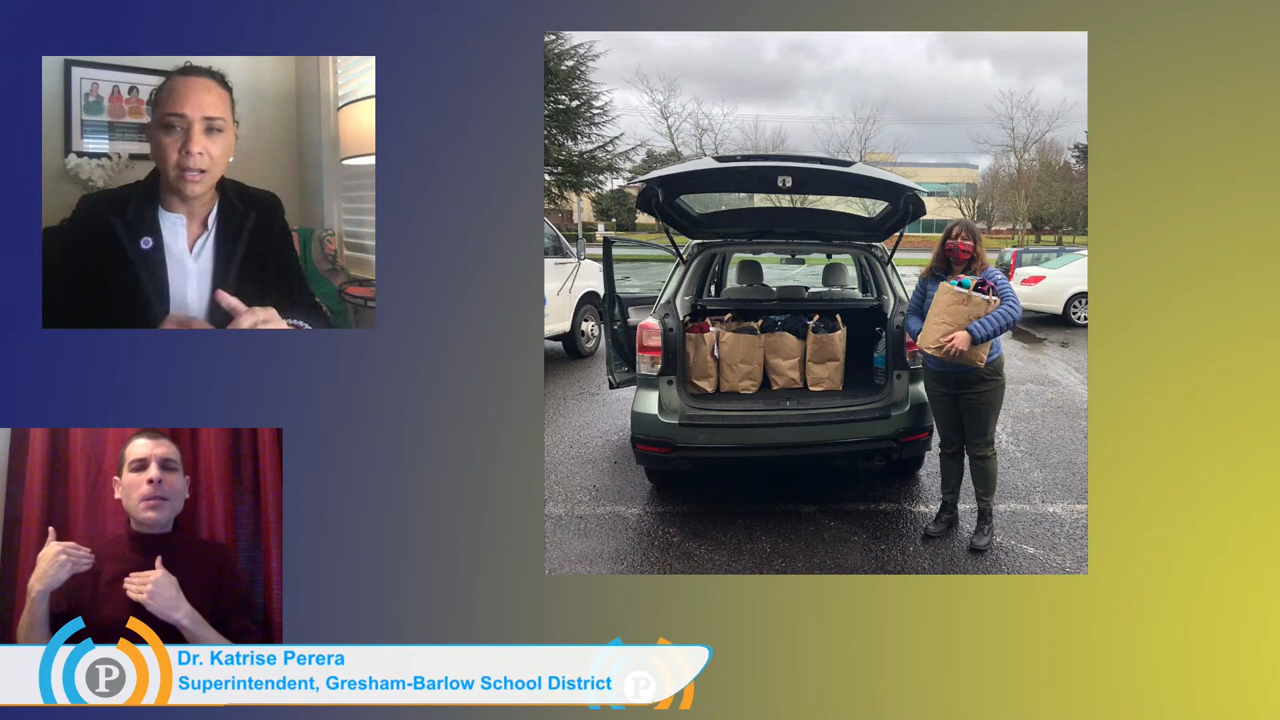 Dr. Katrise Perera
Superintendent, Gresham-Barlow School District
P
P